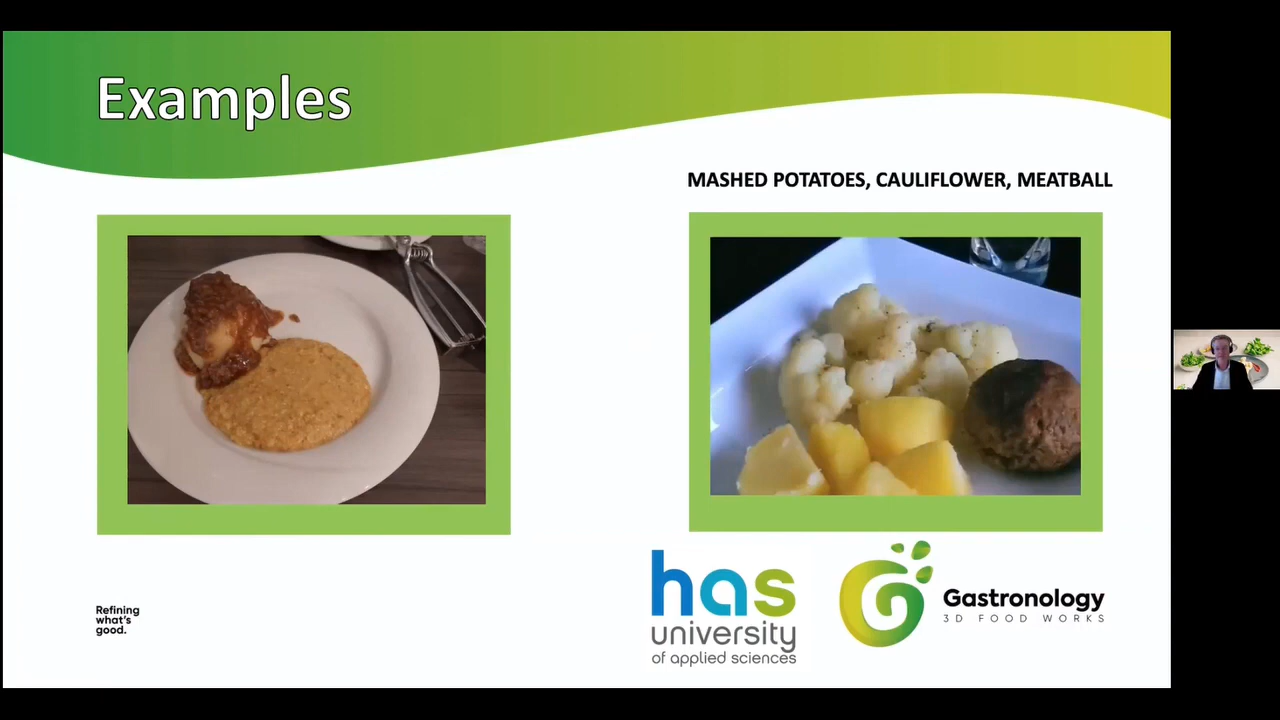 Examples
MASHED POTATOES, CAULIFLOWER, MEATBALL
Refining
what's
good.
has
university
of applied sciences
Gastronology
3D FOOD WORKS